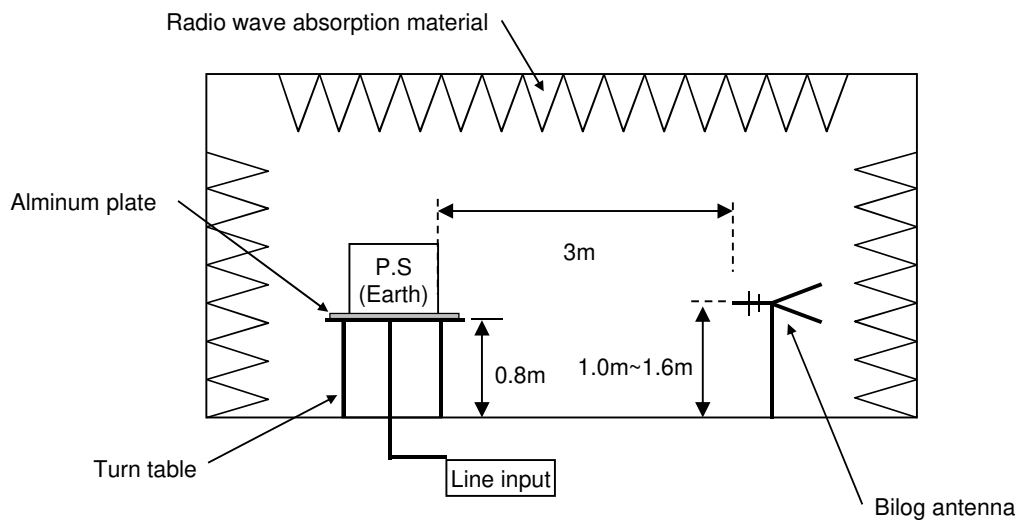 Radio wave absorption material
Alminum plate
P.S
(Earth)
3m
0.8m
1.0m~1.6m
Turn table
Line input
Bilog antenna